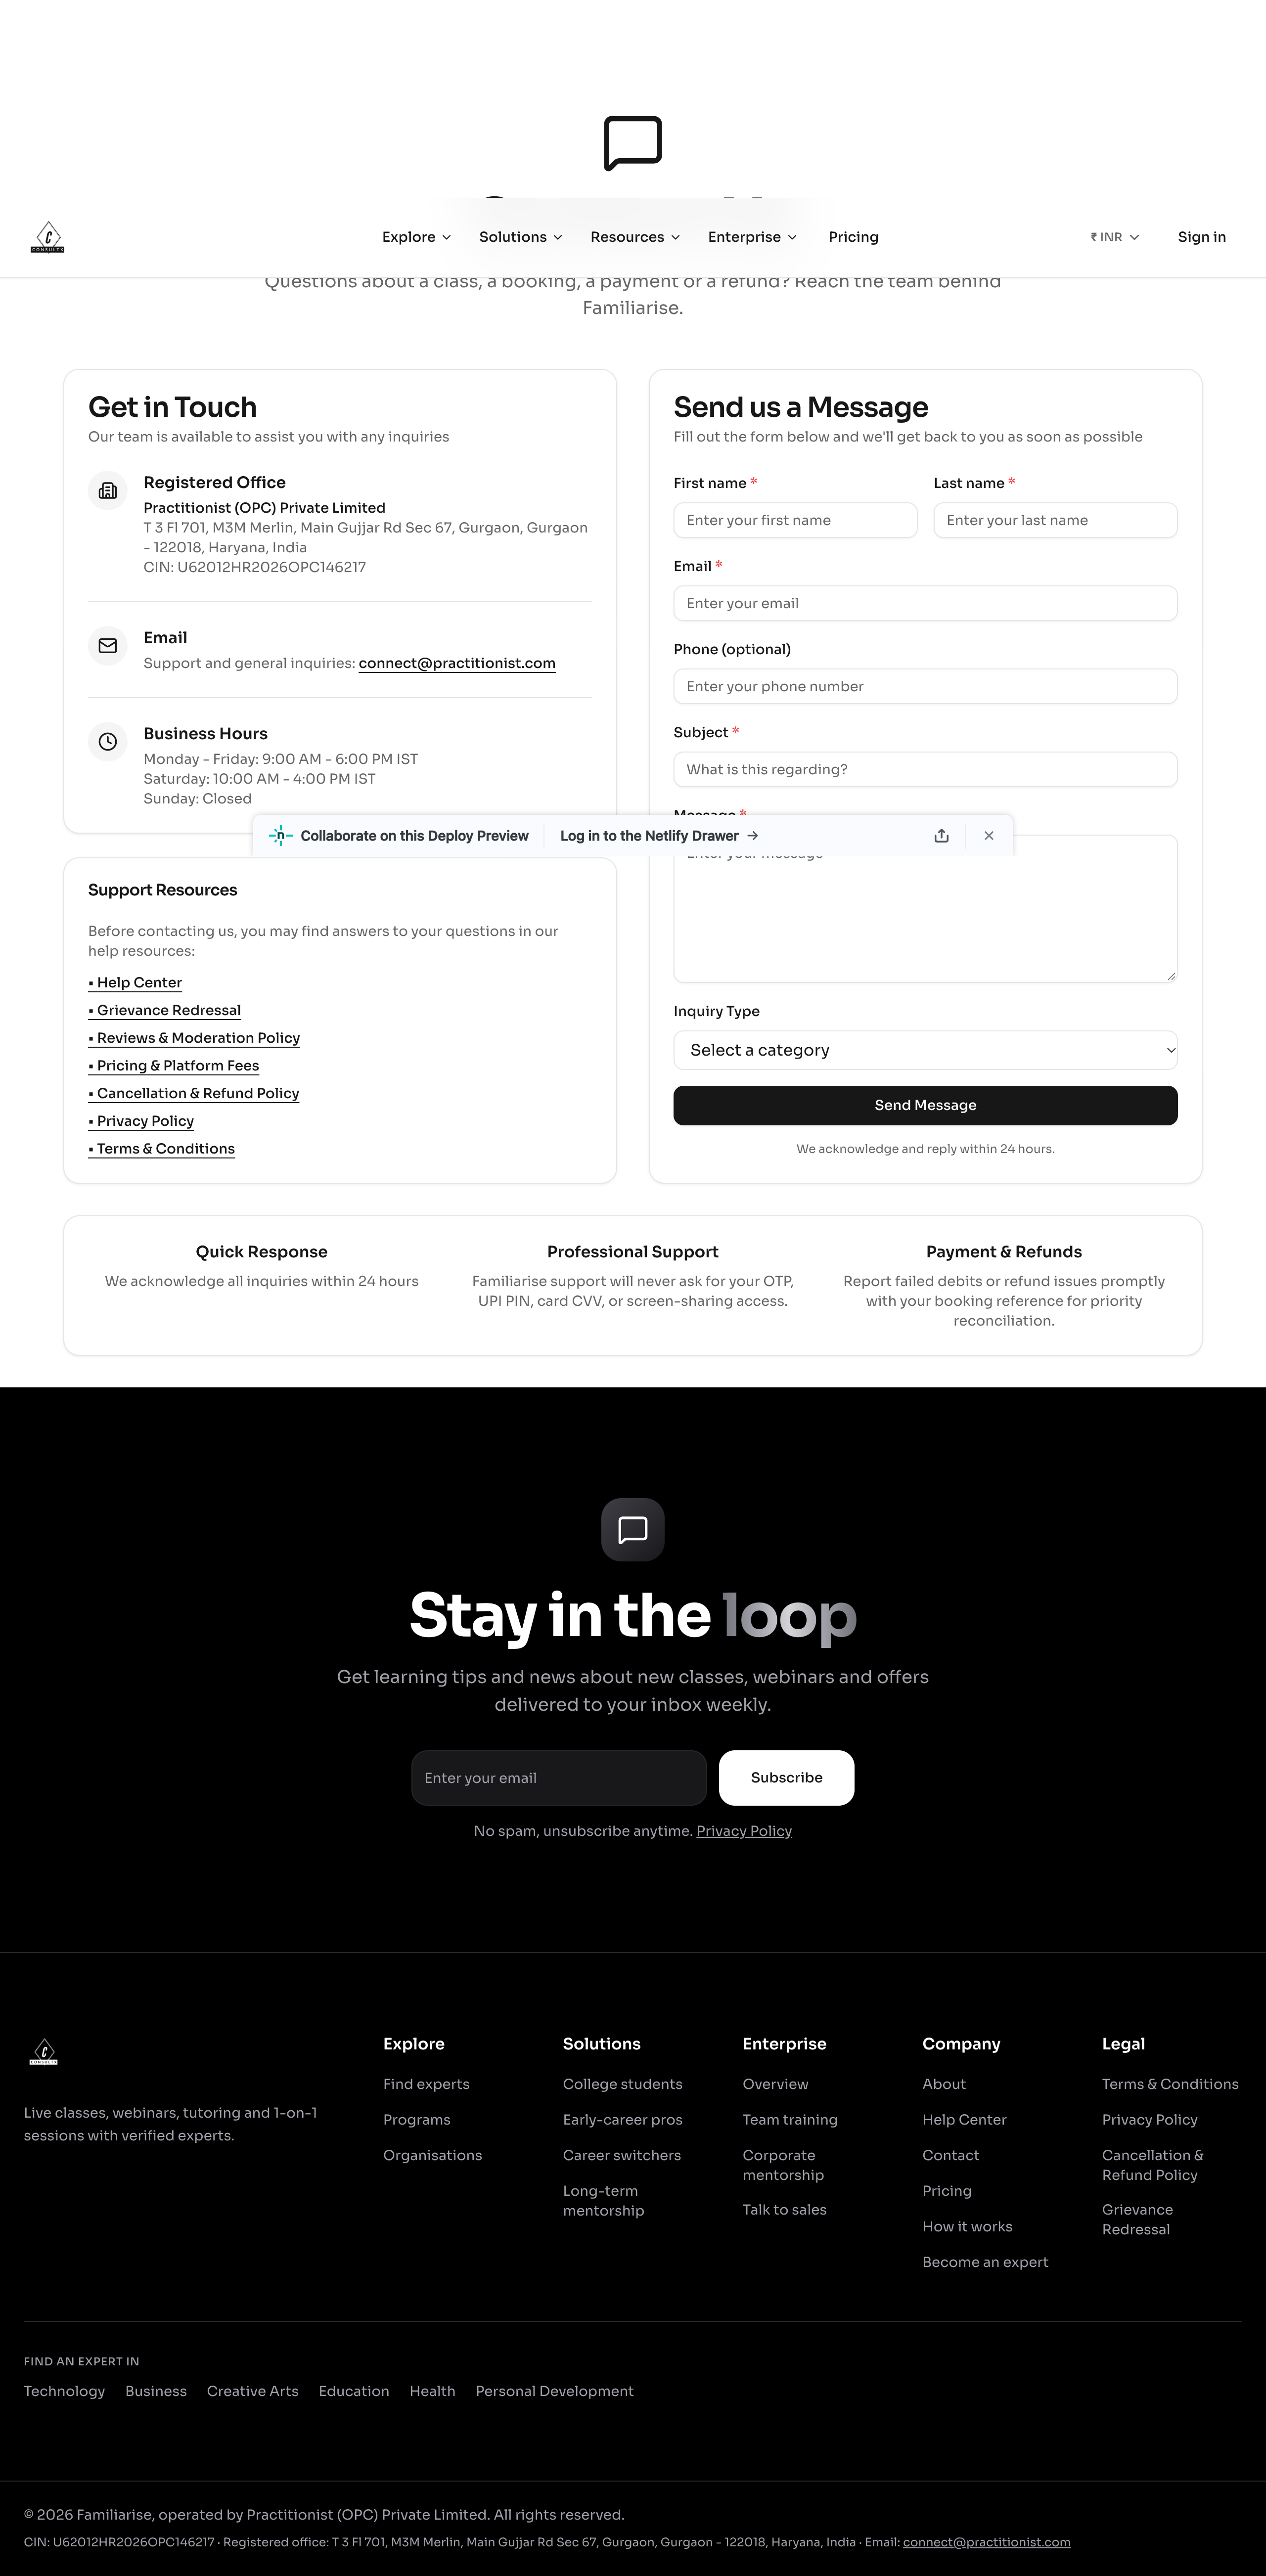 CONSULTX
Explore
Solutions
Resources
Enterprise
Pricing
₹ INR
Sign in
Questions about a class, a booking, a payment or a refund? Reach the team behind
Familiarise.
Get in Touch
Our team is available to assist you with any inquiries
Registered Office
Practitionist (OPC) Private Limited
T 3 Fl 701, M3M Merlin, Main Gujjar Rd Sec 67, Gurgaon, Gurgaon
- 122018, Haryana, India
CIN: U62012HR2026OPC146217
Email
Support and general inquiries: connect@practitionist.com
Business Hours
Monday - Friday: 9:00 AM - 6:00 PM IST
Saturday: 10:00 AM - 4:00 PM IST
Sunday: Closed
Support Resources
Before contacting us, you may find answers to your questions in our
help resources:
• Help Center
• Grievance Redressal
• Reviews & Moderation Policy
• Pricing & Platform Fees
• Cancellation & Refund Policy
• Privacy Policy
• Terms & Conditions
Send us a Message
Fill out the form below and we'll get back to you as soon as possible
First name *
Last name *
Enter your first name
Enter your last name
Email *
Enter your email
Phone (optional)
Enter your phone number
Subject *
What is this regarding?
Message *
Enter your message
Inquiry Type
Select a category
Send Message
We acknowledge and reply within 24 hours.
Collaborate on this Deploy Preview
Log in to the Netlify Drawer →
Quick Response
We acknowledge all inquiries within 24 hours
Professional Support
Familiarise support will never ask for your OTP,
UPI PIN, card CVV, or screen-sharing access.
Payment & Refunds
Report failed debits or refund issues promptly
with your booking reference for priority
reconciliation.
Stay in the loop
Get learning tips and news about new classes, webinars and offers
delivered to your inbox weekly.
Enter your email
Subscribe
No spam, unsubscribe anytime. Privacy Policy
CONSULTX
Live classes, webinars, tutoring and 1-on-1
sessions with verified experts.
Explore
Find experts
Programs
Organisations
Solutions
College students
Early-career pros
Career switchers
Long-term
mentorship
Enterprise
Overview
Team training
Corporate
mentorship
Talk to sales
Company
About
Help Center
Contact
Pricing
How it works
Become an expert
Legal
Terms & Conditions
Privacy Policy
Cancellation &
Refund Policy
Grievance
Redressal
FIND AN EXPERT IN
Technology Business Creative Arts Education Health Personal Development
© 2026 Familiarise, operated by Practitionist (OPC) Private Limited. All rights reserved.
CIN: U62012HR2026OPC146217 · Registered office: T 3 Fl 701, M3M Merlin, Main Gujjar Rd Sec 67, Gurgaon, Gurgaon - 122018, Haryana, India · Email: connect@practitionist.com